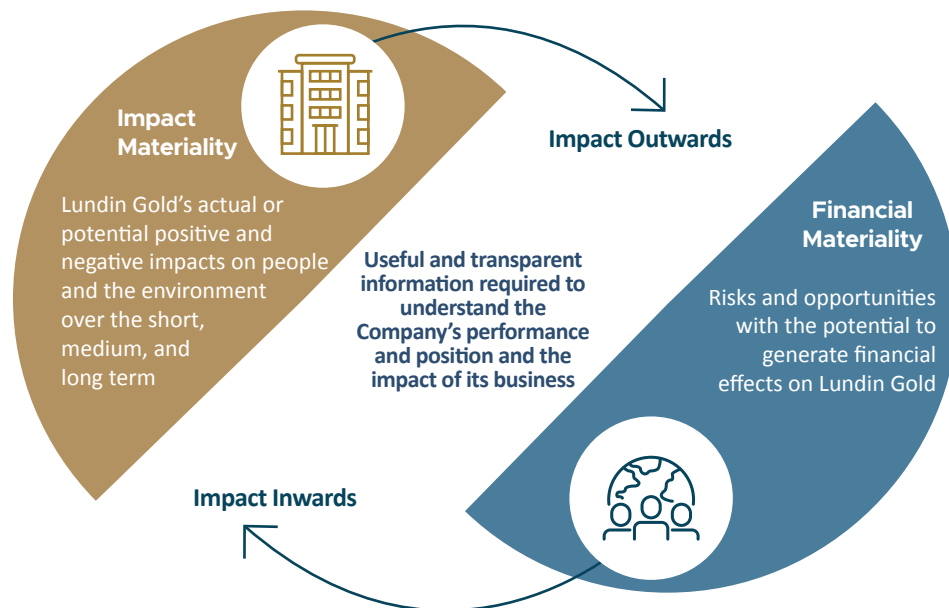 Impact
Materiality
Lundin Gold’s actual or
potential positive and
negative impacts on people
and the environment
over the short,
medium, and
long term
Impact Outwards
Useful and transparent
information required to
understand the
Company’s performance
and position and the
impact of its business
Financial
Materiality
Risks and opportunities
with the potential to
generate financial
effects on Lundin Gold
Impact Inwards